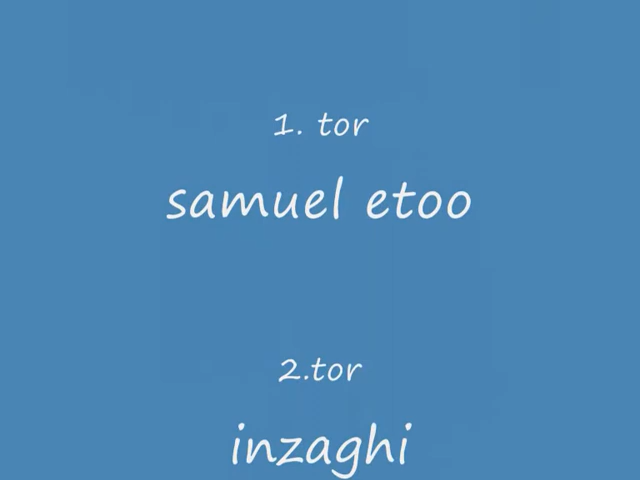 1. tor
samuel etoo
2.tor
inzaghi